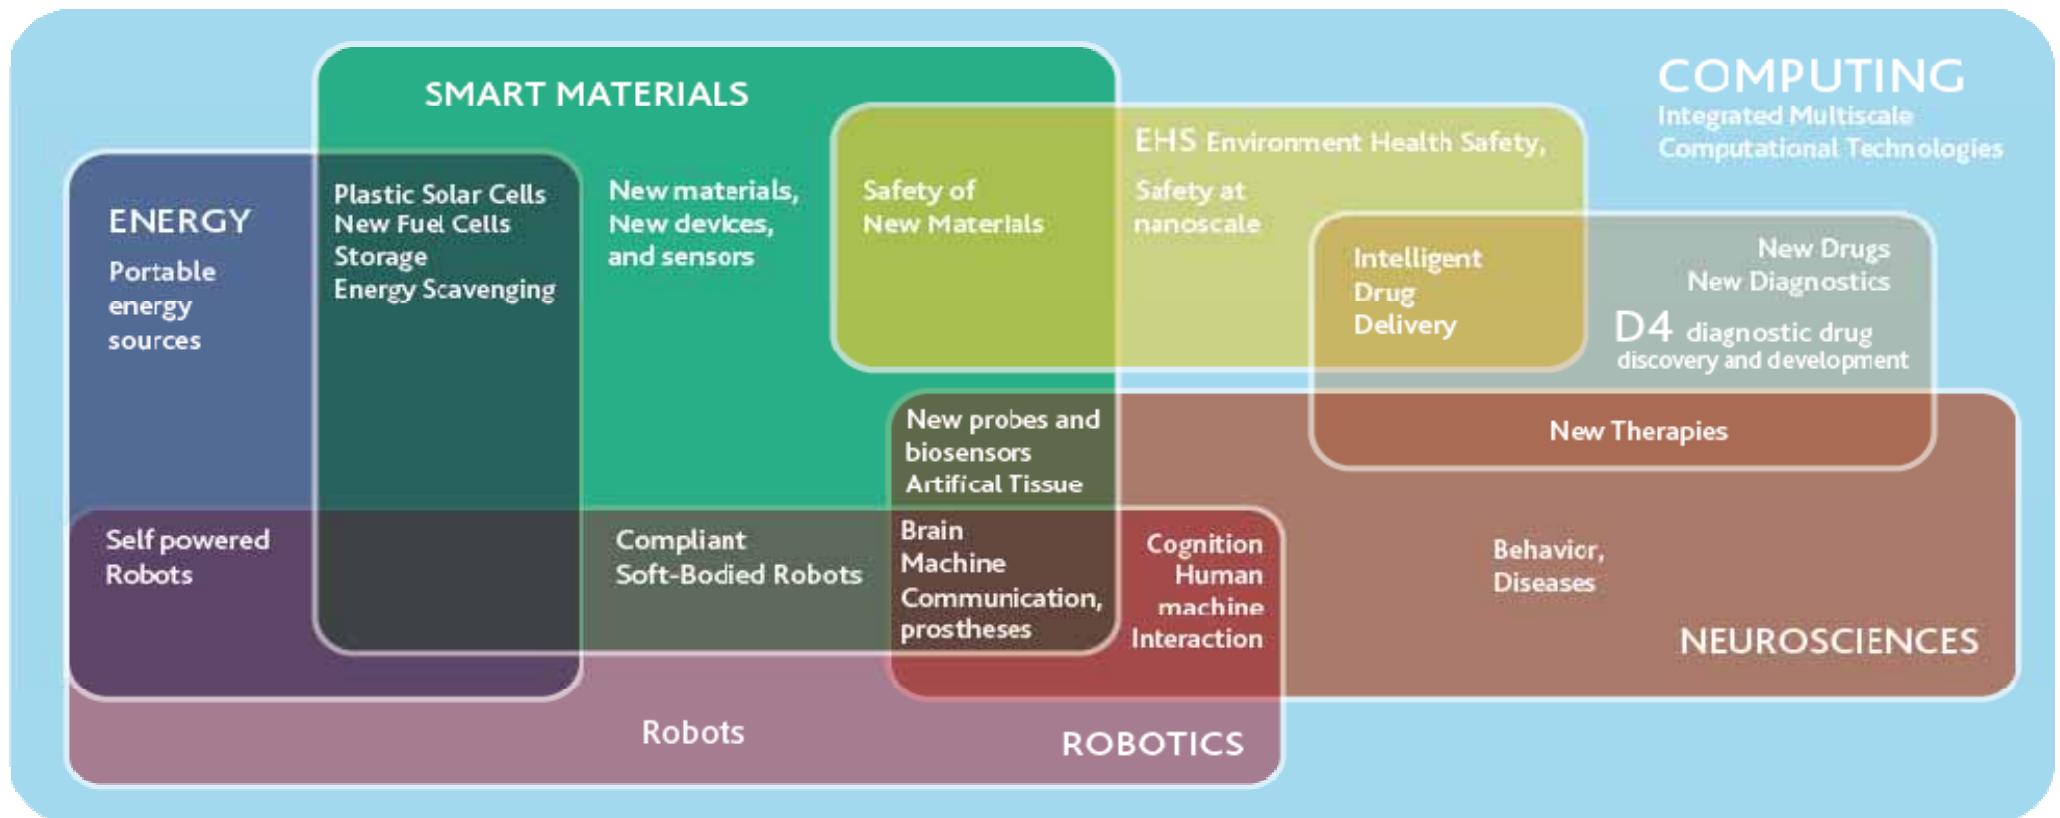 SMART MATERIALS
COMPUTING
Integrated Multiscale
Computational Technologies
EHS Environment Health Safety,
ENERGY
Portable
energy
sources
Plastic Solar Cells
New Fuel Cells
Storage
Energy Scavenging
New materials,
New devices,
and sensors
Safety of
New Materials
Safety at
nanoscale
Intelligent
Drug
Delivery
New Drugs
New Diagnostics
D4 diagnostic drug
discovery and development
New probes and
biosensors
Artifical Tissue
New Therapies
Self powered
Robots
Compliant
Soft-Bodied Robots
Brain
Machine
Communication,
prostheses
Cognition
Human
machine
Interaction
Behavior,
Diseases
NEUROSCIENCES
Robots
ROBOTICS